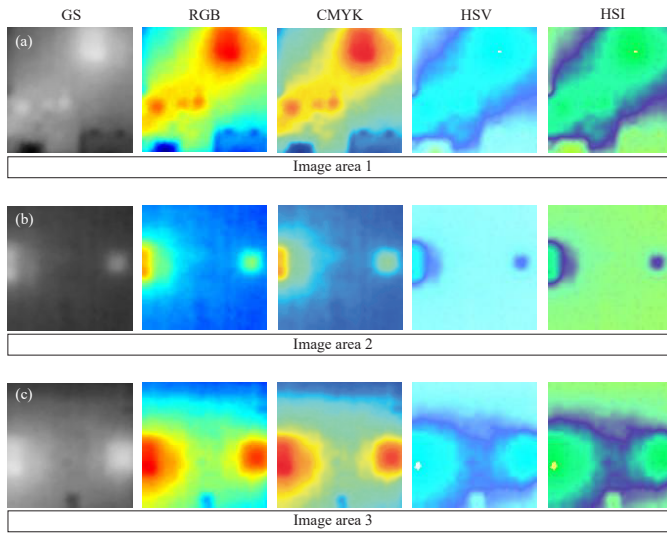 GS RGB CMYK HSV HSI
(a)
Image area 1
(b)
Image area 2
(c)
Image area 3